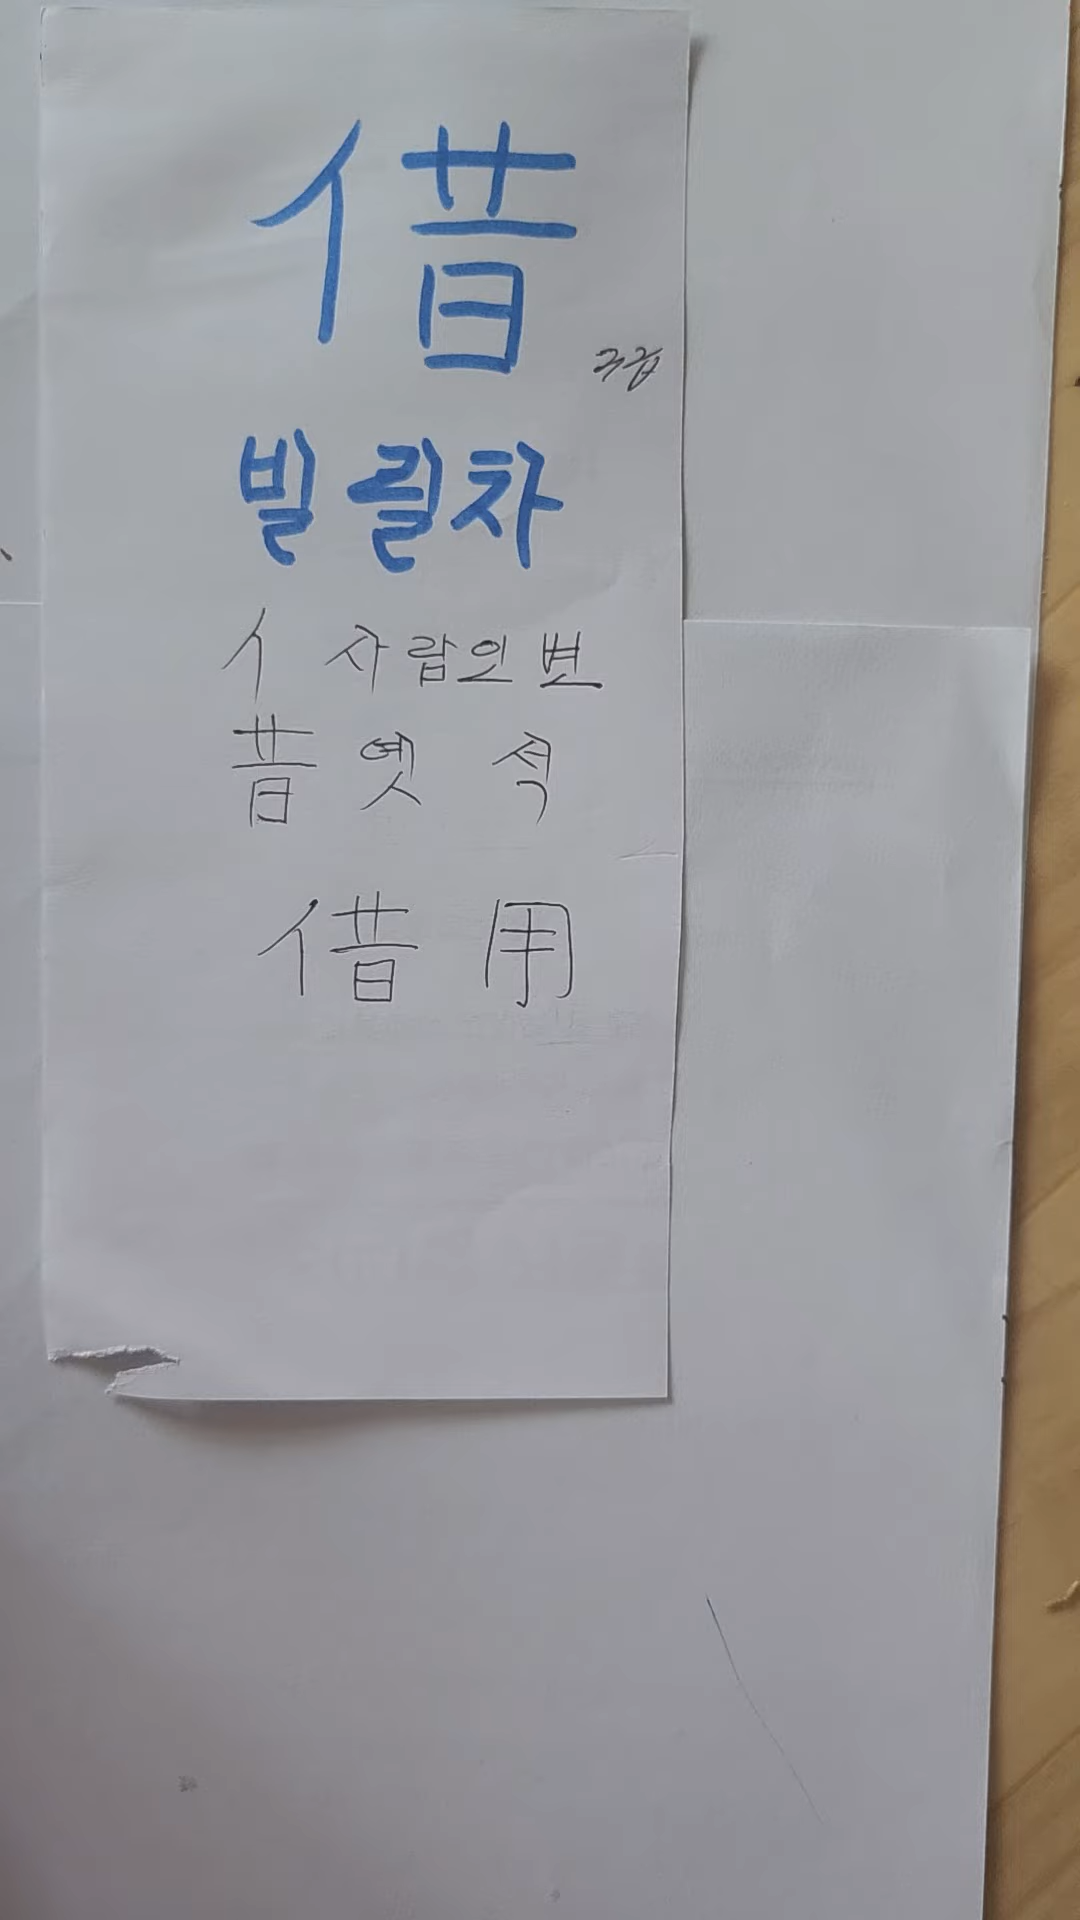 借
빌 릴 차
亻 사람인 변
昔 옛 석
借 用